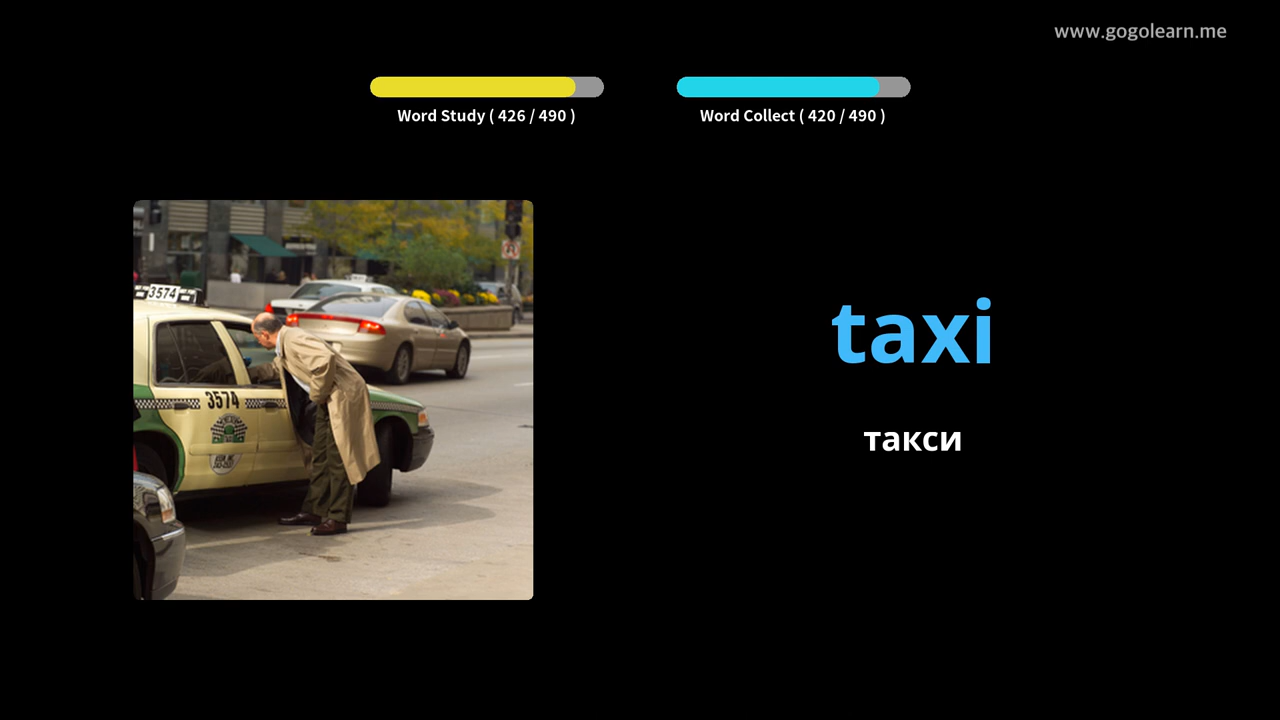 www.gogolearn.me
Word Study ( 426 / 490 )
Word Collect ( 420 / 490 )
3574
3574
taxi
такси